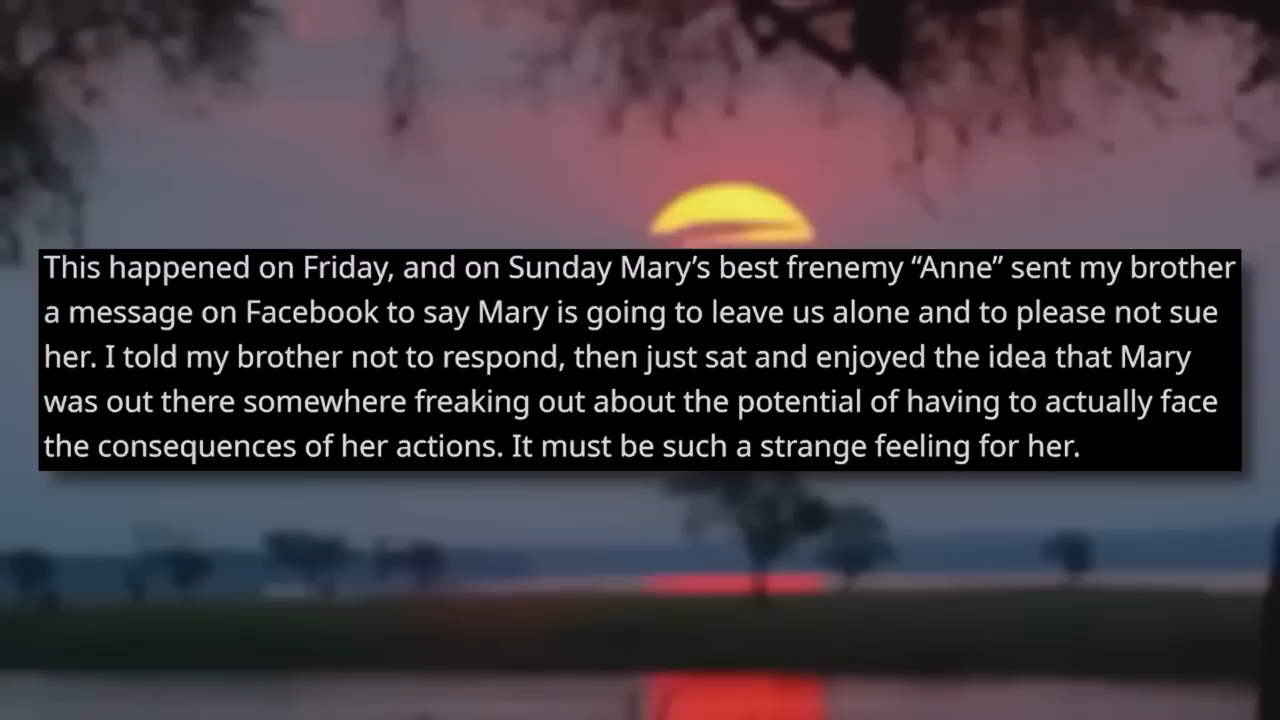 This happened on Friday, and on Sunday Mary’s best frenemy “Anne” sent my brother
a message on Facebook to say Mary is going to leave us alone and to please not sue
her. I told my brother not to respond, then just sat and enjoyed the idea that Mary
was out there somewhere freaking out about the potential of having to actually face
the consequences of her actions. It must be such a strange feeling for her.